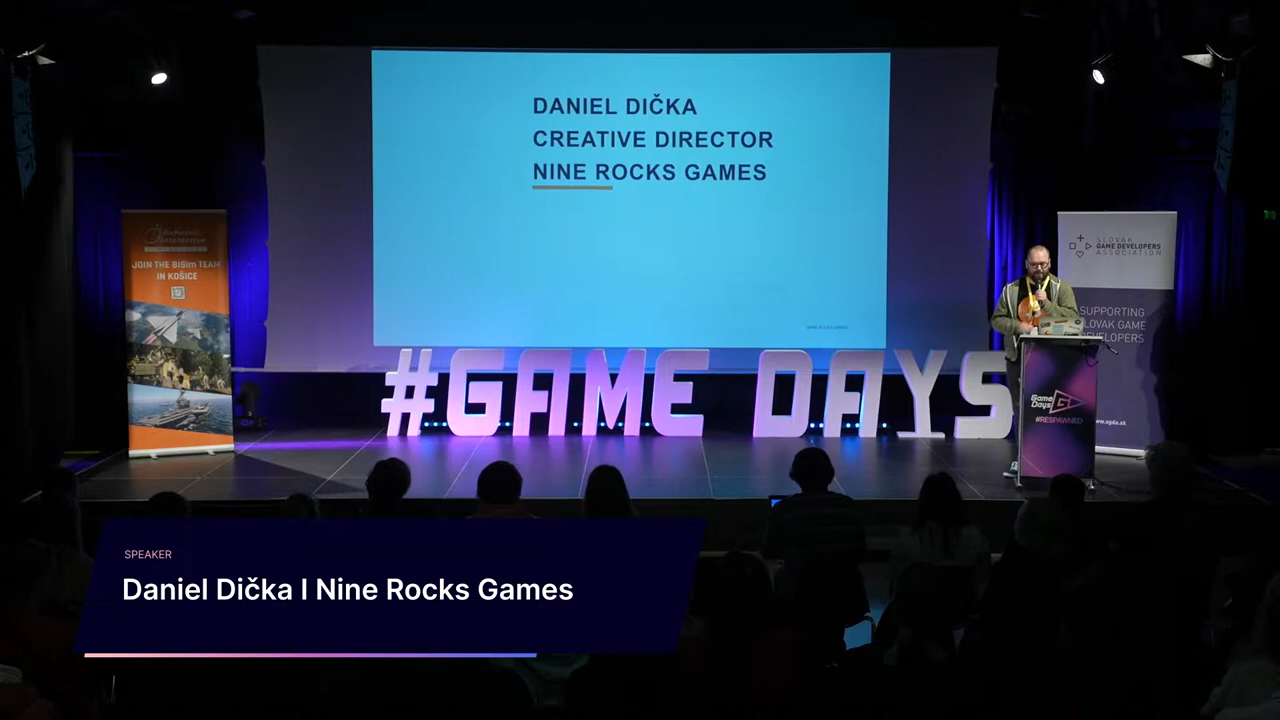 DANIEL DIČKA
CREATIVE DIRECTOR
NINE ROCKS GAMES
JOIN THE BISim TEAM
IN KOŠICE
SLOVAK
GAME DEVELOPERS
ASSOCIATION
SUPPORTING
SLOVAK GAME
DEVELOPERS
#GAME DAYS
Game
Days
#RESPAWNED
www.sgda.sk
SPEAKER
Daniel Dička I Nine Rocks Games